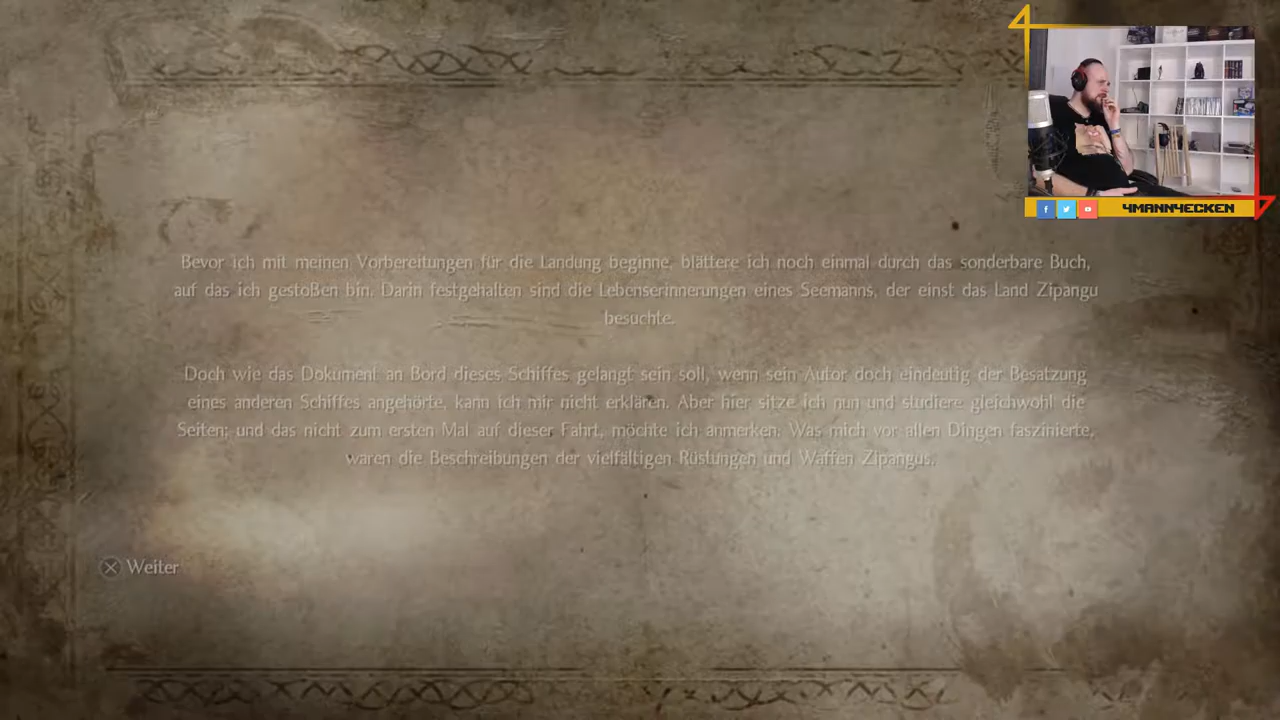 Bevor ich mit meinen Vorbereitungen für die Landung beginne, blättere ich noch einmal durch das sonderbare Buch,
auf das ich gestoßen bin. Darin festgehalten sind die Lebenserinnerungen eines Seemanns, der einst das Land Zipangu
besuchte.
Doch wie das Dokument an Bord dieses Schiffes gelangt sein soll, wenn sein Autor doch eindeutig der Besatzung
eines anderen Schiffes angehörte, kann ich mir nicht erklären. Aber hier sitze ich nun und studiere gleichwohl die
Seiten; und das nicht zum ersten Mal auf dieser Fahrt, möchte ich anmerken. Was mich vor allen Dingen faszinierte,
waren die Beschreibungen der vielfältigen Rüstungen und Waffen Zipangus.
Weiter
4MANN4ECKEN